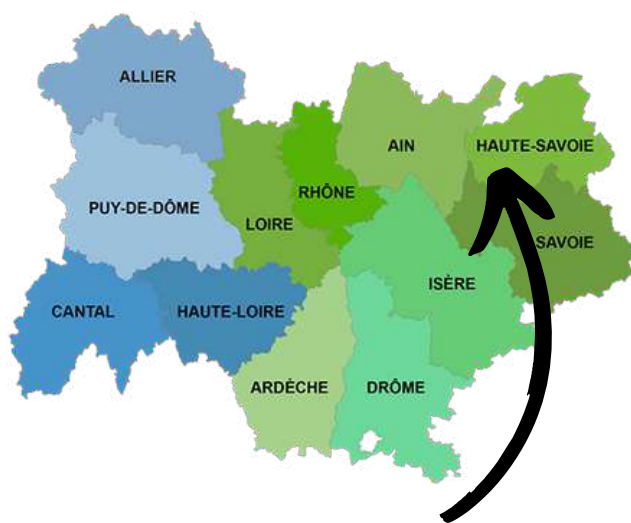 ALLIER
AIN
HAUTE-SAVOIE
RHÔNE
PUY-DE-DÔME
LOIRE
SAVOIE
ISÈRE
CANTAL
HAUTE-LOIRE
ARDÈCHE
DRÔME